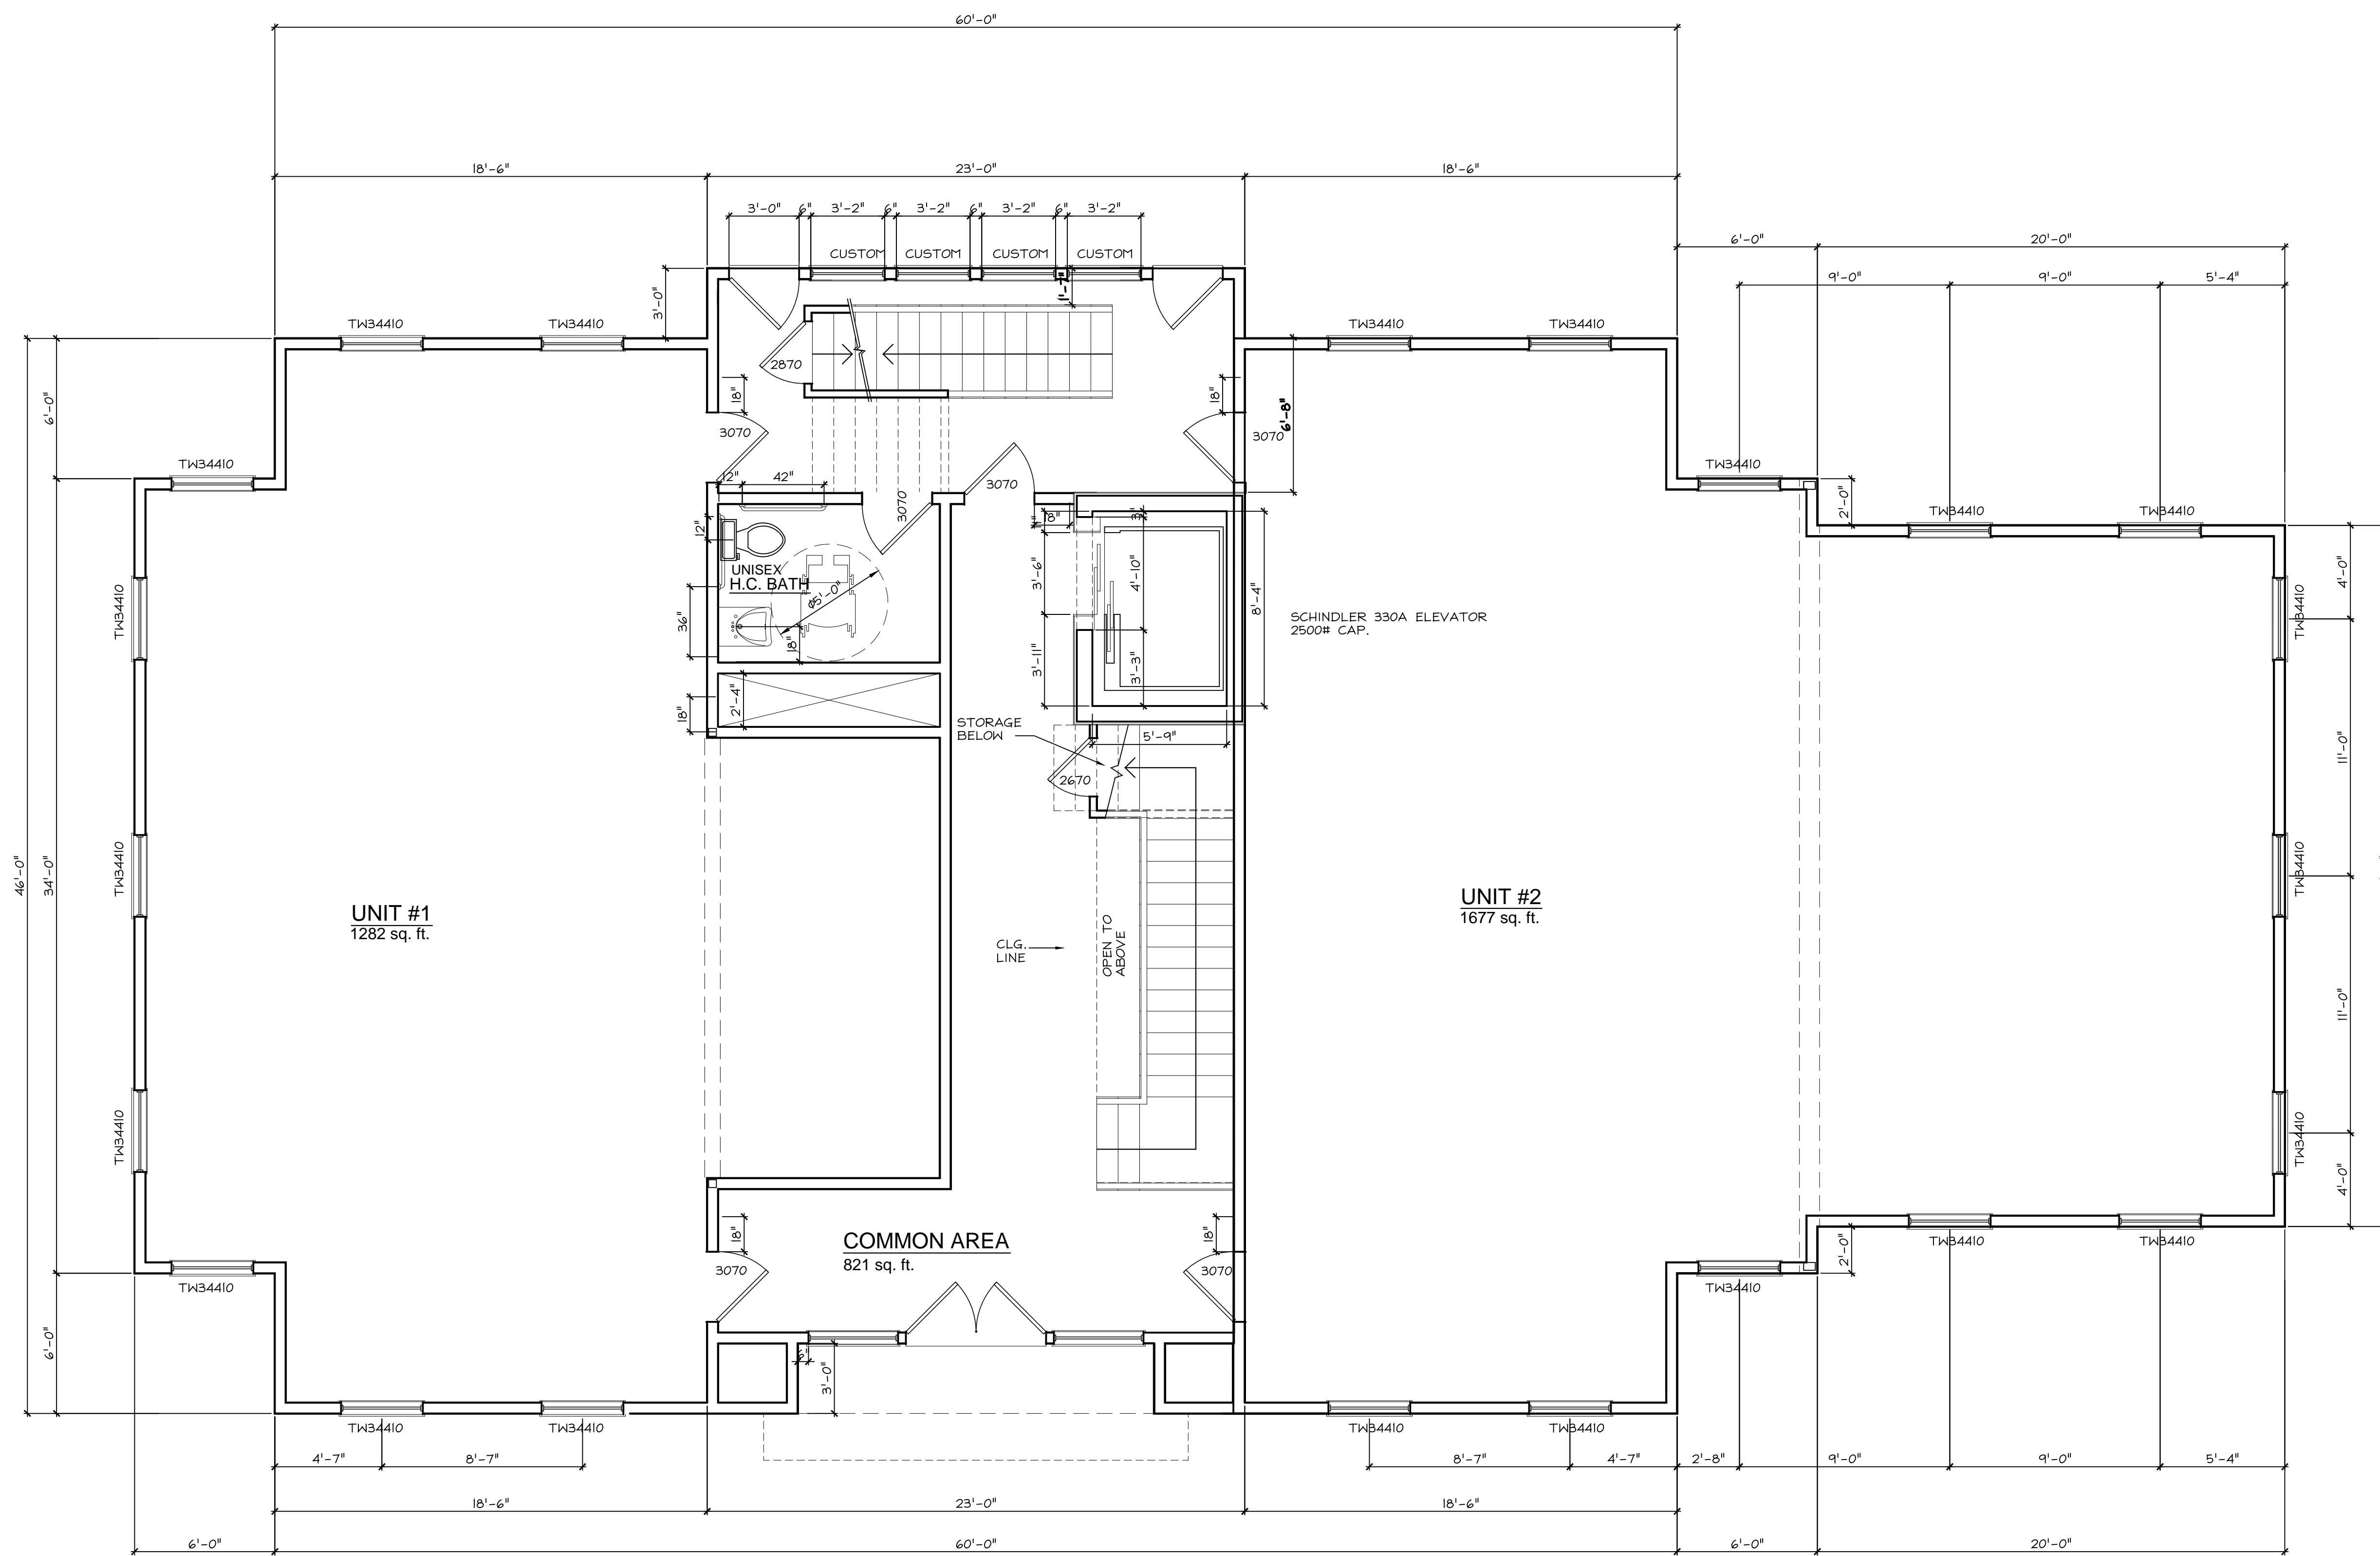 60'-0"
18'-6" 23'-0" 18'-6"
3'-0" 6" 3'-2" 6" 3'-2" 6" 3'-2" 6" 3'-2"
6'-0" 20'-0"
CUSTOM CUSTOM CUSTOM CUSTOM
9'-0" 9'-0" 5'-4"
3'-0"
TW34410 TW34410 TW34410 TW34410
2870
18" 18"
6'-0"
6'-8"
3070 3070
TW34410 TW34410
12" 42" 3070 3070
2'-0"
TW34410 TW34410
12" 18" 3"
UNISEX
H.C. BATH
Ø5'-0"
3'-6" 4'-10" 8'-4"
4'-0"
TW34410 TW34410
36" 18"
SCHINDLER 330A ELEVATOR
2500# CAP.
3'-11" 3'-3"
18" 2'-4"
STORAGE
BELOW
5'-9"
2670
11'-0"
46'-0" 34'-0"
TW34410 TW34410
UNIT #1
1282 sq. ft.
UNIT #2
1677 sq. ft.
CLG.
LINE
OPEN TO
ABOVE
11'-0"
TW34410 TW34410
4'-0"
18" 18"
COMMON AREA
821 sq. ft.
TW34410 TW34410
2'-0"
3070 3070
TW34410 TW34410
6'-0"
3'-0"
TW34410 TW34410 TW34410 TW34410
4'-7" 8'-7" 8'-7" 4'-7" 2'-8" 9'-0" 9'-0" 5'-4"
18'-6" 23'-0" 18'-6"
6'-0" 60'-0" 6'-0" 20'-0"